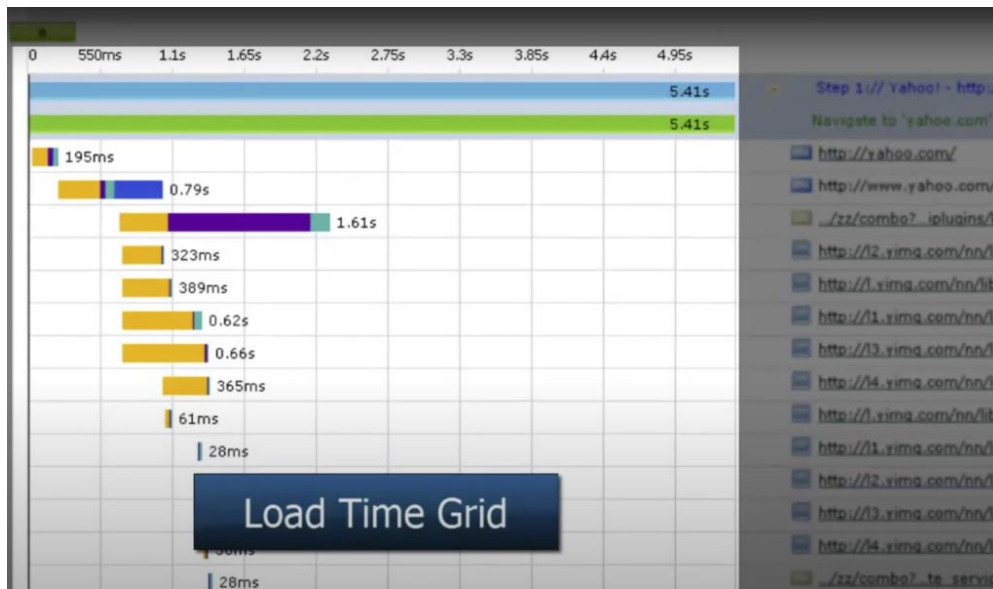 0 550ms 1.1s 1.65s 2.2s 2.75s 3.3s 3.85s 4.4s 4.95s
5.41s Step 1:// Yahoo! - http:
5.41s Navigate to 'yahoo.com'
195ms http://yahoo.com/
0.79s http://www.yahoo.com/
1.61s .../zz/combo?...iplugins/
323ms http://l2.yimg.com/nn/l
389ms http://l.yimg.com/nn/lib
0.62s http://l1.yimg.com/nn/l
0.66s http://l3.yimg.com/nn/l
365ms http://l4.yimg.com/nn/l
61ms http://l.yimg.com/nn/lib
28ms http://l1.yimg.com/nn/l
http://l2.yimg.com/nn/l
Load Time Grid
http://l3.yimg.com/nn/l
http://l4.yimg.com/nn/l
28ms .../zz/combo?...te_servic